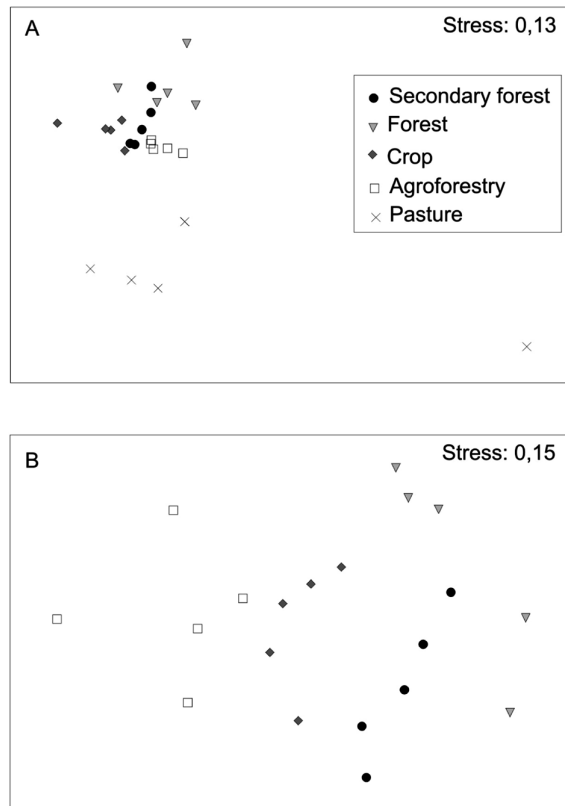 A
Stress: 0,13
Secondary forest
Forest
Crop
Agroforestry
Pasture
B
Stress: 0,15